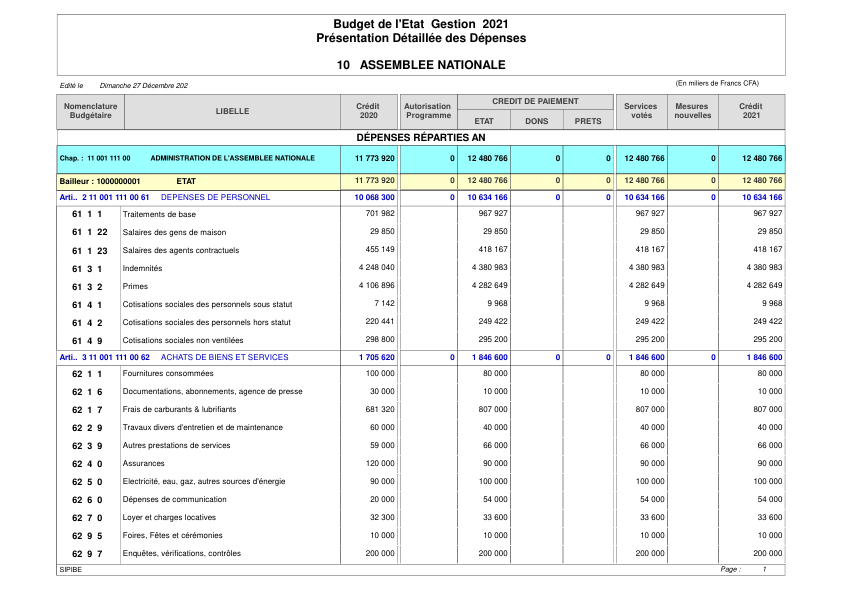 Budget de l'Etat Gestion 2021
Présentation Détaillée des Dépenses
10 ASSEMBLEE NATIONALE
Edité le Dimanche 27 Décembre 202
(En miliers de Francs CFA)
Nomenclature Budgétaire LIBELLE Crédit 2020 Autorisation Programme CREDIT DE PAIEMENT ETAT DONS PRETS Services votés Mesures nouvelles Crédit 2021
DÉPENSES RÉPARTIES AN
Chap. : 11 001 111 00 ADMINISTRATION DE L'ASSEMBLEE NATIONALE 11 773 920 0 12 480 766 0 0 12 480 766 0 12 480 766
Bailleur : 1000000001 ETAT 11 773 920 0 12 480 766 0 0 12 480 766 0 12 480 766
Arti.. 2 11 001 111 00 61 DEPENSES DE PERSONNEL 10 068 300 0 10 634 166 0 0 10 634 166 0 10 634 166
61 1 1 Traitements de base 701 982 967 927 967 927 967 927
61 1 22 Salaires des gens de maison 29 850 29 850 29 850 29 850
61 1 23 Salaires des agents contractuels 455 149 418 167 418 167 418 167
61 3 1 Indemnités 4 248 040 4 380 983 4 380 983 4 380 983
61 3 2 Primes 4 106 896 4 282 649 4 282 649 4 282 649
61 4 1 Cotisations sociales des personnels sous statut 7 142 9 968 9 968 9 968
61 4 2 Cotisations sociales des personnels hors statut 220 441 249 422 249 422 249 422
61 4 9 Cotisations sociales non ventilées 298 800 295 200 295 200 295 200
Arti.. 3 11 001 111 00 62 ACHATS DE BIENS ET SERVICES 1 705 620 0 1 846 600 0 0 1 846 600 0 1 846 600
62 1 1 Fournitures consommées 100 000 80 000 80 000 80 000
62 1 6 Documentations, abonnements, agence de presse 30 000 10 000 10 000 10 000
62 1 7 Frais de carburants & lubrifiants 681 320 807 000 807 000 807 000
62 2 9 Travaux divers d'entretien et de maintenance 60 000 40 000 40 000 40 000
62 3 9 Autres prestations de services 59 000 66 000 66 000 66 000
62 4 0 Assurances 120 000 90 000 90 000 90 000
62 5 0 Electricité, eau, gaz, autres sources d'énergie 90 000 100 000 100 000 100 000
62 6 0 Dépenses de communication 20 000 54 000 54 000 54 000
62 7 0 Loyer et charges locatives 32 300 33 600 33 600 33 600
62 9 5 Foires, Fêtes et cérémonies 10 000 10 000 10 000 10 000
62 9 7 Enquêtes, vérifications, contrôles 200 000 200 000 200 000 200 000
SIPIBE Page : 1